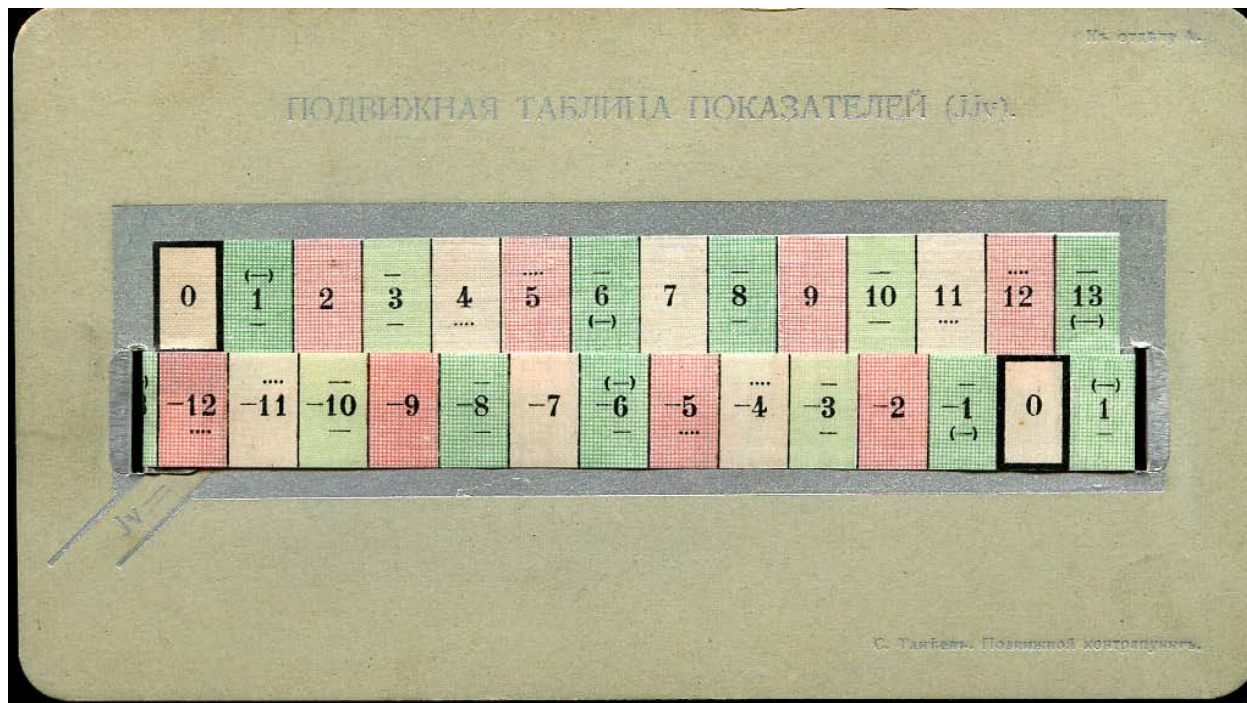 Къ отдѣлу А.
ПОДВИЖНАЯ ТАБЛИЦА ПОКАЗАТЕЛЕЙ (JJv).
0 1 2 3 4 5 6 7 8 9 10 11 12 13
−12 −11 −10 −9 −8 −7 −6 −5 −4 −3 −2 −1 0 1
Jv =
С. Танѣевъ. Подвижной контрапунктъ.